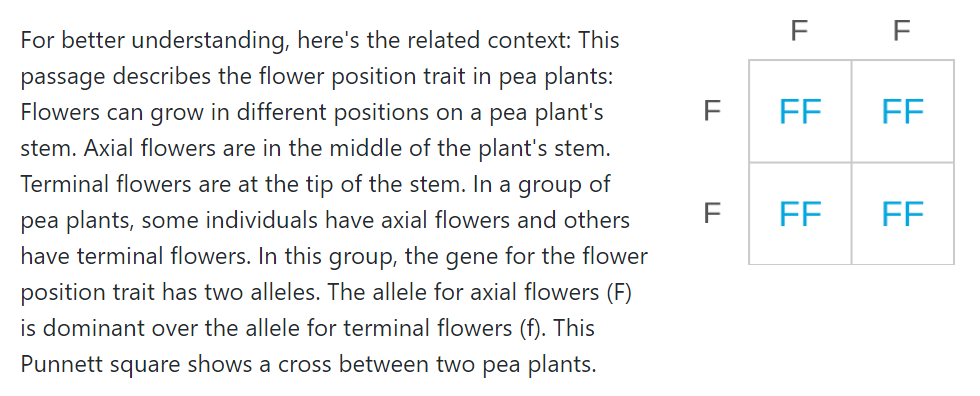 For better understanding, here's the related context: This
passage describes the flower position trait in pea plants:
Flowers can grow in different positions on a pea plant's
stem. Axial flowers are in the middle of the plant's stem.
Terminal flowers are at the tip of the stem. In a group of
pea plants, some individuals have axial flowers and others
have terminal flowers. In this group, the gene for the flower
position trait has two alleles. The allele for axial flowers (F)
is dominant over the allele for terminal flowers (f). This
Punnett square shows a cross between two pea plants.
F F
F FF FF
F FF FF